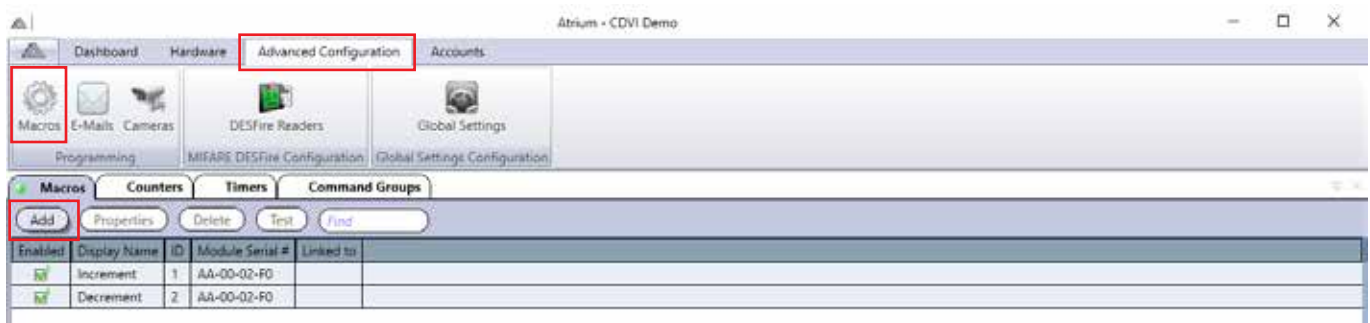 Atrium - CDVI Demo
Dashboard Hardware Advanced Configuration Accounts
Macros E-Mails Cameras DESFire Readers Global Settings
Programming MIFARE DESFire Configuration Global Settings Configuration
Macros Counters Timers Command Groups
Add Properties Delete Test Find
Enabled Display Name ID Module Serial # Linked to
Increment 1 AA-00-02-F0
Decrement 2 AA-00-02-F0